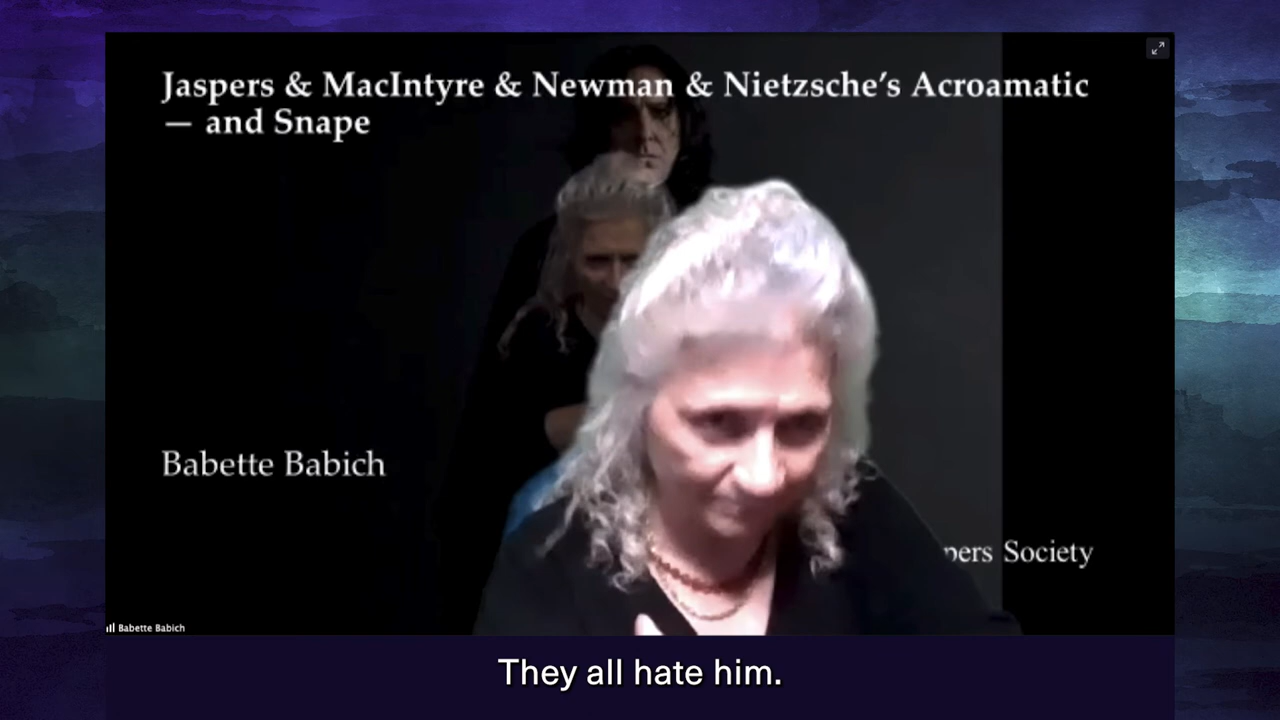 Jaspers & MacIntyre & Newman & Nietzsche's Acroamatic
— and Snape
Babette Babich
pers Society
Babette Babich
They all hate him.